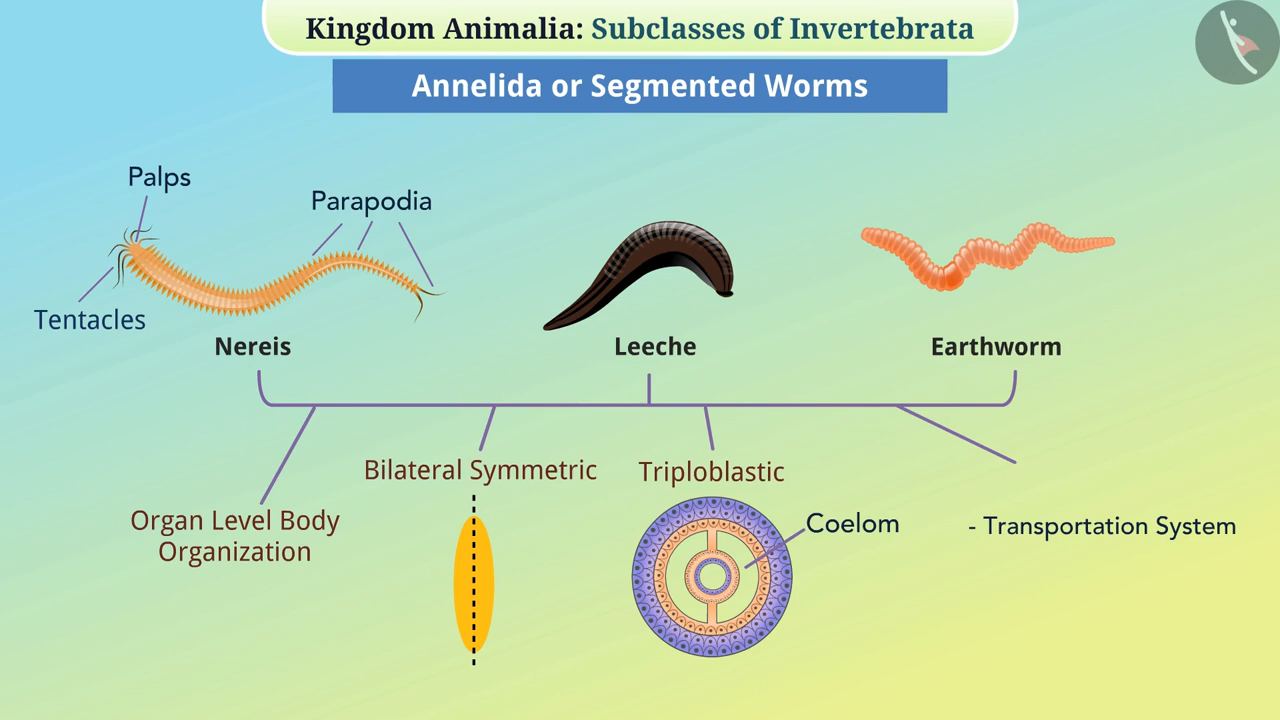 Kingdom Animalia: Subclasses of Invertebrata
Annelida or Segmented Worms
Palps
Parapodia
Tentacles
Nereis
Leeche
Earthworm
Bilateral Symmetric
Triploblastic
Organ Level Body
Organization
Coelom
- Transportation System